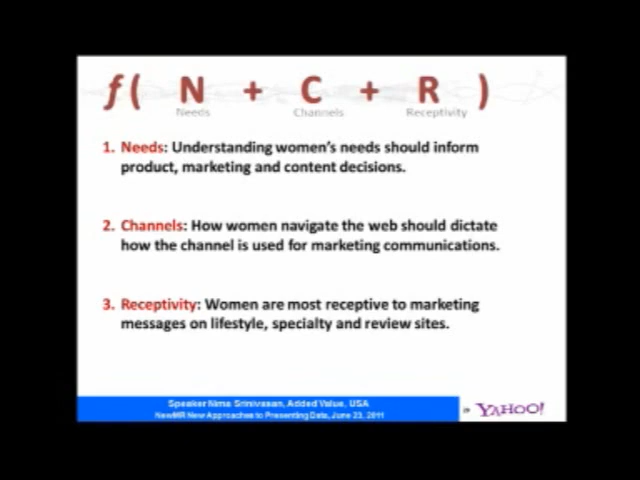 f( N + C + R )
Needs Channels Receptivity
1. Needs: Understanding women's needs should inform
product, marketing and content decisions.
2. Channels: How women navigate the web should dictate
how the channel is used for marketing communications.
3. Receptivity: Women are most receptive to marketing
messages on lifestyle, specialty and review sites.
Speaker Nima Srinivasan, Added Value, USA
NewMR New Approaches to Presenting Data, June 23, 2011
YAHOO!